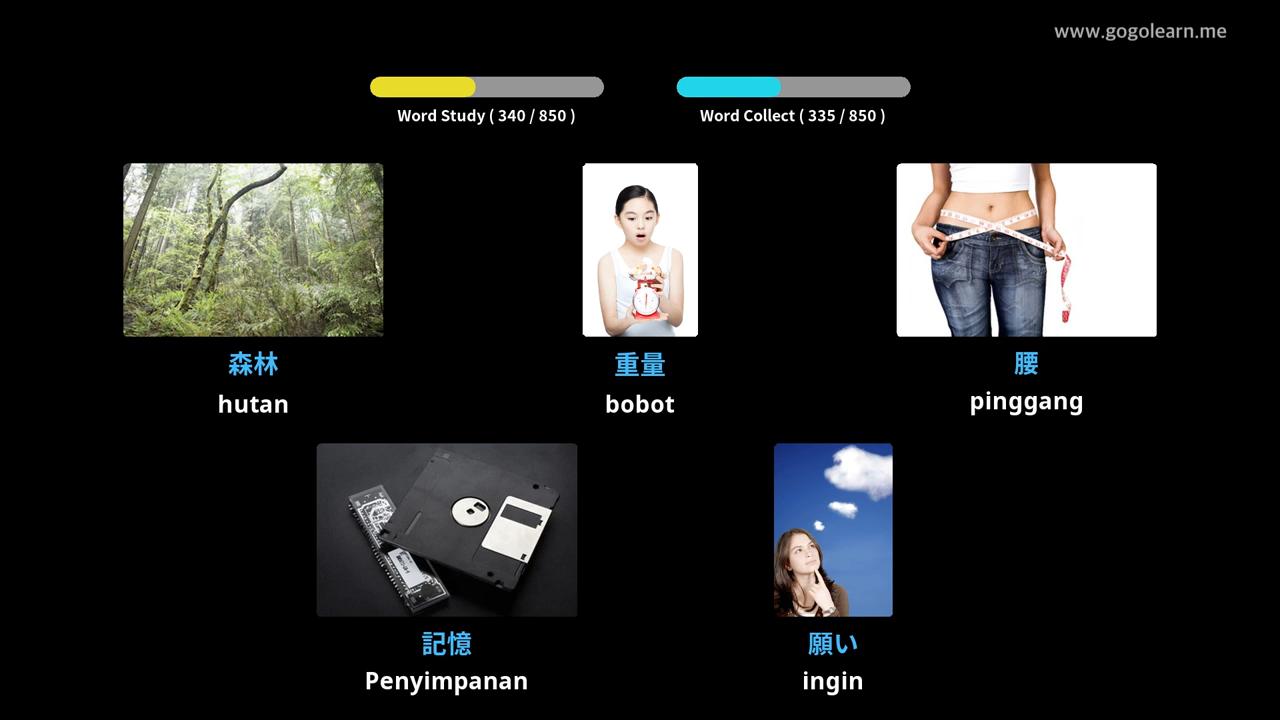 www.gogolearn.me
Word Study ( 340 / 850 )
Word Collect ( 335 / 850 )
森林
hutan
重量
bobot
腰
pinggang
記憶
Penyimpanan
願い
ingin